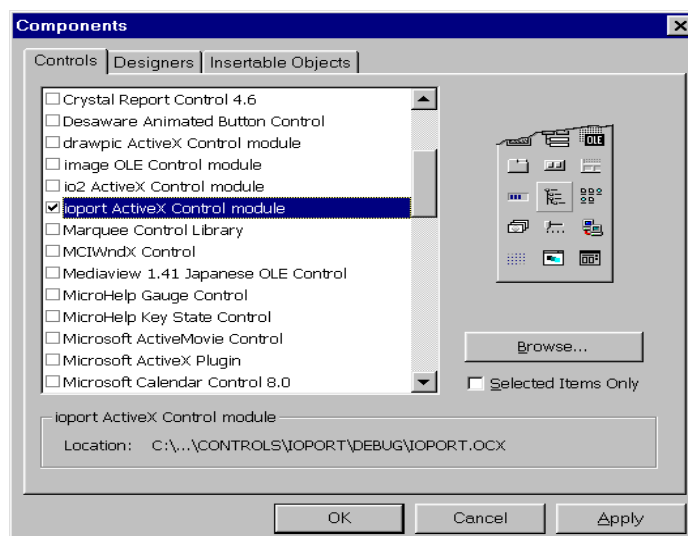 Components
Controls Designers Insertable Objects
Crystal Report Control 4.6
Desaware Animated Button Control
drawpic ActiveX Control module
image OLE Control module
io2 ActiveX Control module
ioport ActiveX Control module
Marquee Control Library
MCIWndX Control
Mediaview 1.41 Japanese OLE Control
MicroHelp Gauge Control
MicroHelp Key State Control
Microsoft ActiveMovie Control
Microsoft ActiveX Plugin
Microsoft Calendar Control 8.0
OLE
Browse...
Selected Items Only
ioport ActiveX Control module
Location: C:\...\CONTROLS\IOPORT\DEBUG\IOPORT.OCX
OK Cancel Apply